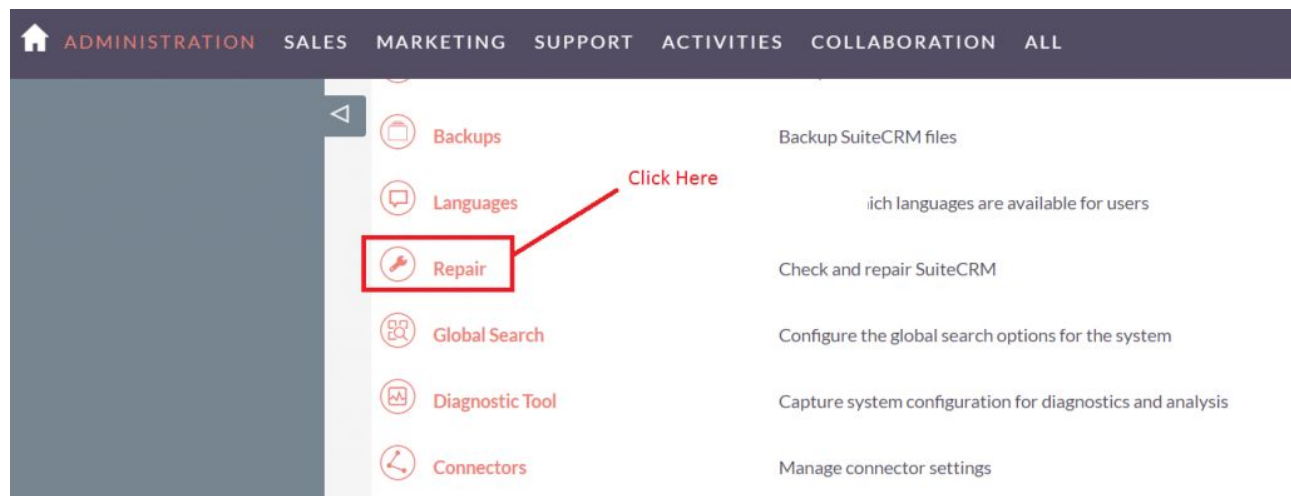 ADMINISTRATION SALES MARKETING SUPPORT ACTIVITIES COLLABORATION ALL
Backups Backup SuiteCRM files
Click Here
Languages languages are available for users
Repair Check and repair SuiteCRM
Global Search Configure the global search options for the system
Diagnostic Tool Capture system configuration for diagnostics and analysis
Connectors Manage connector settings